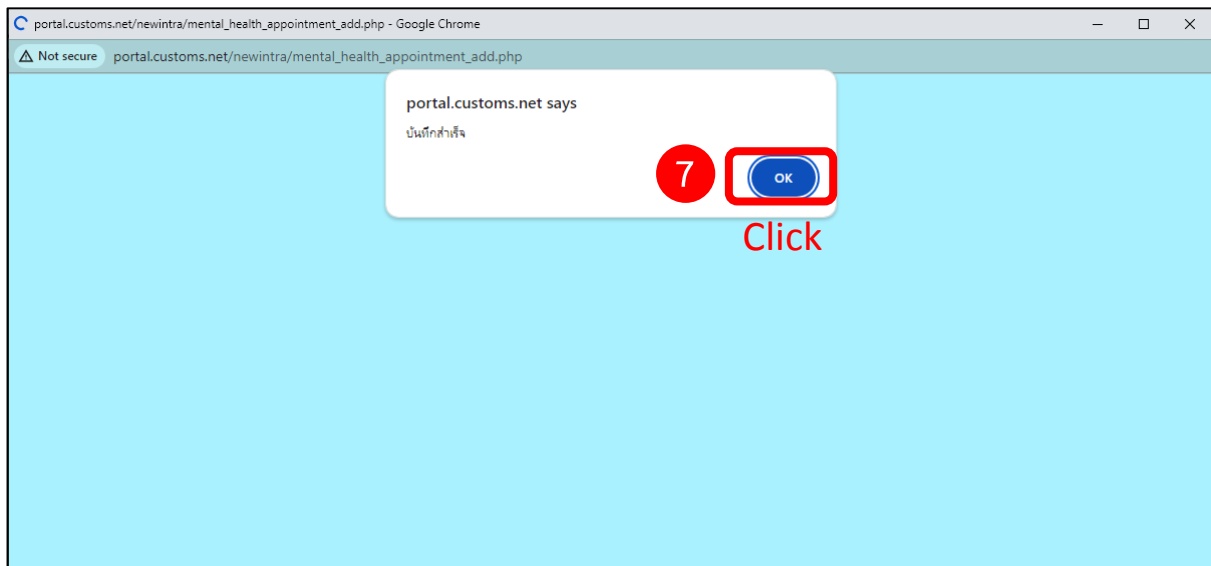 portal.customs.net/newintra/mental_health_appointment_add.php - Google Chrome
Not secure portal.customs.net/newintra/mental_health_appointment_add.php
portal.customs.net says
บันทึกสำเร็จ
7 OK
Click